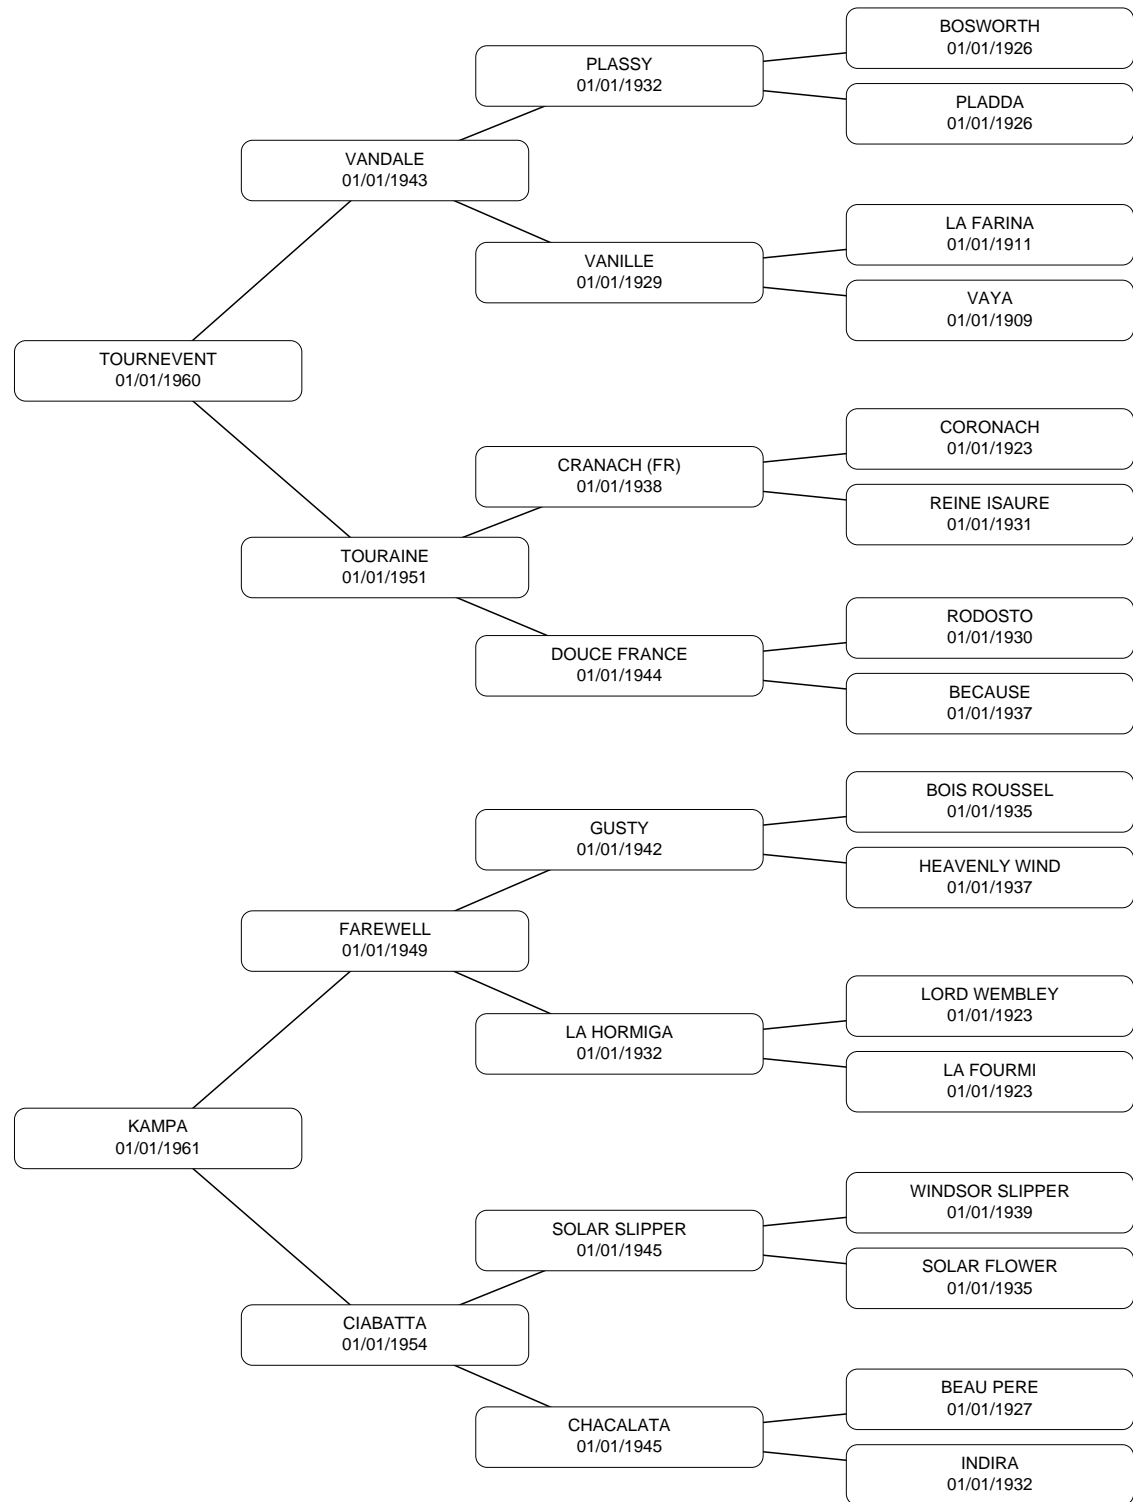 BOSWORTH
01/01/1926
PLASSY
01/01/1932
PLADDA
01/01/1926
VANDALE
01/01/1943
LA FARINA
01/01/1911
VANILLE
01/01/1929
VAYA
01/01/1909
TOURNEVENT
01/01/1960
CORONACH
01/01/1923
CRANACH (FR)
01/01/1938
REINE ISAURE
01/01/1931
TOURAINE
01/01/1951
RODOSTO
01/01/1930
DOUCE FRANCE
01/01/1944
BECAUSE
01/01/1937
BOIS ROUSSEL
01/01/1935
GUSTY
01/01/1942
HEAVENLY WIND
01/01/1937
FAREWELL
01/01/1949
LORD WEMBLEY
01/01/1923
LA HORMIGA
01/01/1932
LA FOURMI
01/01/1923
KAMPA
01/01/1961
WINDSOR SLIPPER
01/01/1939
SOLAR SLIPPER
01/01/1945
SOLAR FLOWER
01/01/1935
CIABATTA
01/01/1954
BEAU PERE
01/01/1927
CHACALATA
01/01/1945
INDIRA
01/01/1932